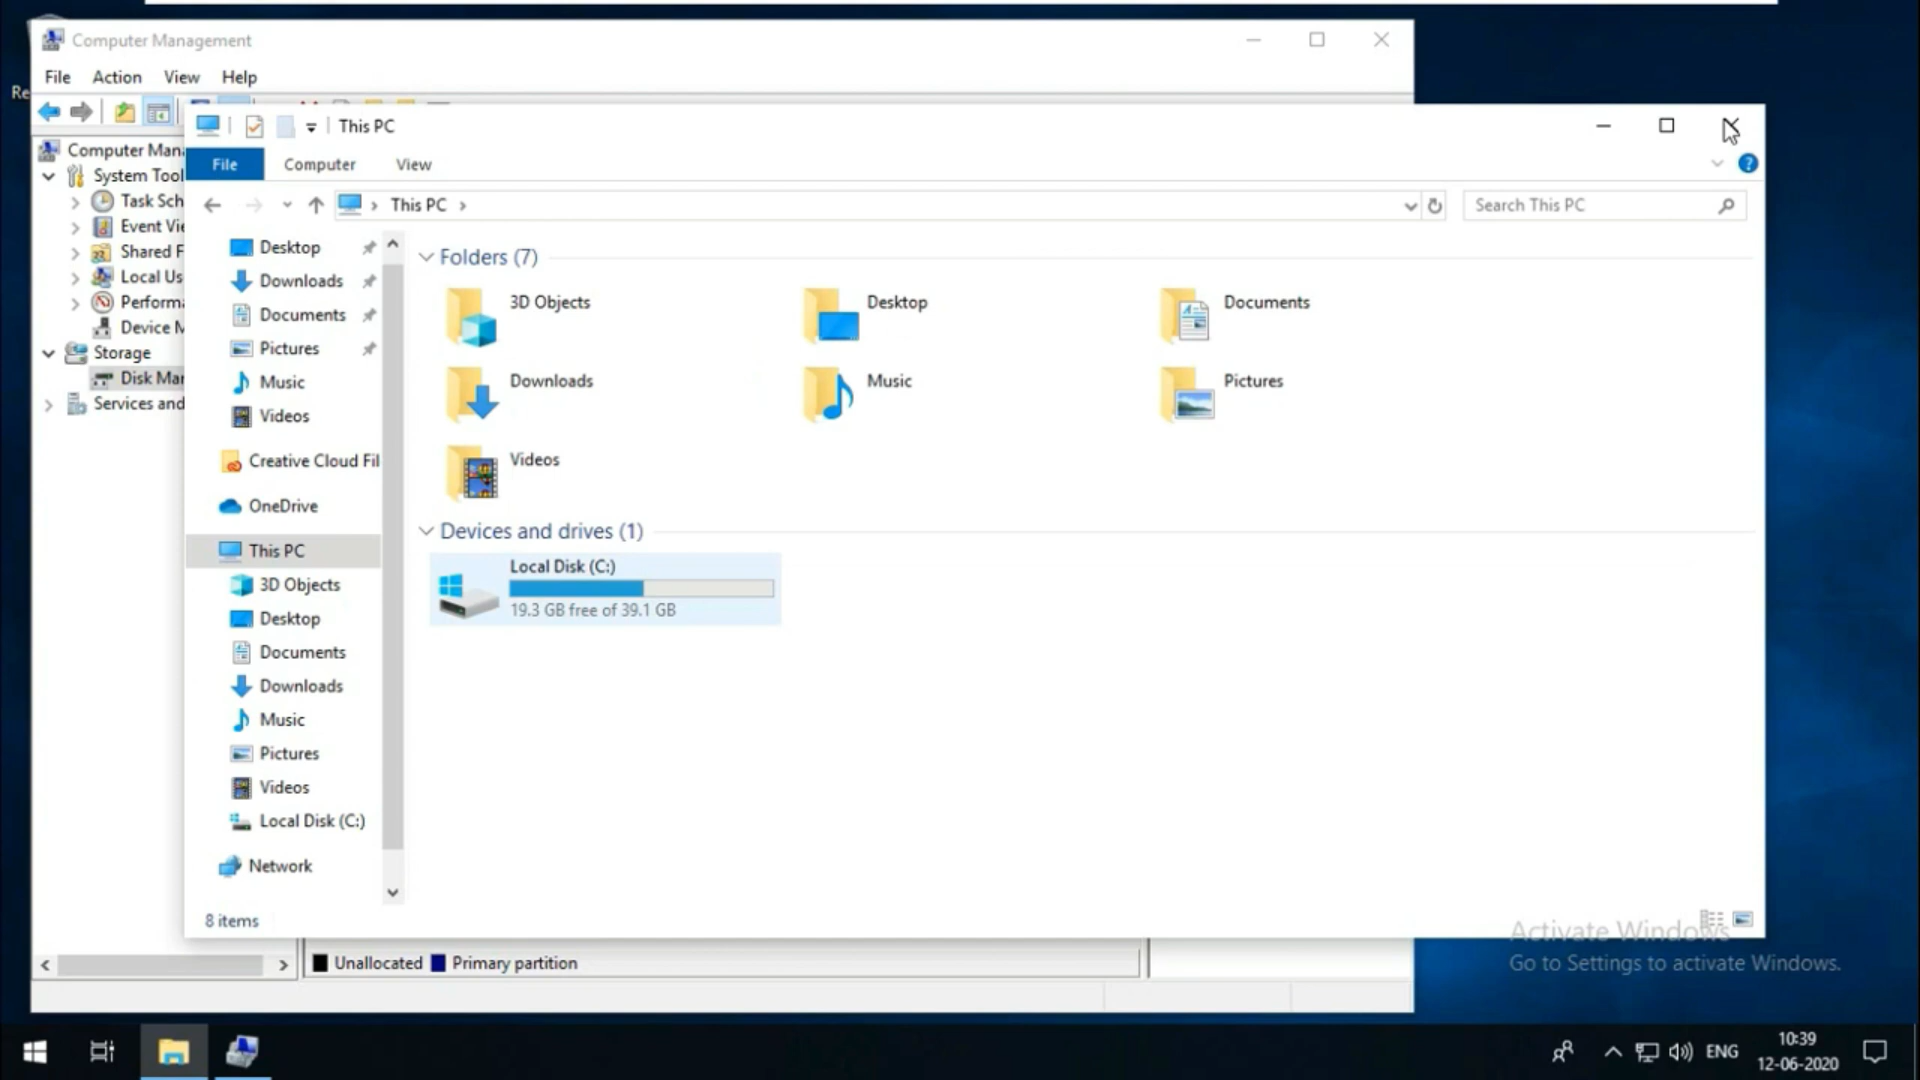 Computer Management
File Action View Help
Re
This PC
File Computer View
This PC
Search This PC
Computer Man
System Tool
Task Sch
Event Vie
Shared F
Local Us
Performa
Device M
Storage
Disk Mar
Services and
Desktop
Downloads
Documents
Pictures
Music
Videos
Creative Cloud Fil
OneDrive
This PC
3D Objects
Desktop
Documents
Downloads
Music
Pictures
Videos
Local Disk (C:)
Network
Folders (7)
3D Objects
Desktop
Documents
Downloads
Music
Pictures
Videos
Devices and drives (1)
Local Disk (C:)
19.3 GB free of 39.1 GB
8 items
Unallocated Primary partition
Activate Windows
Go to Settings to activate Windows.
ENG
10:39
12-06-2020